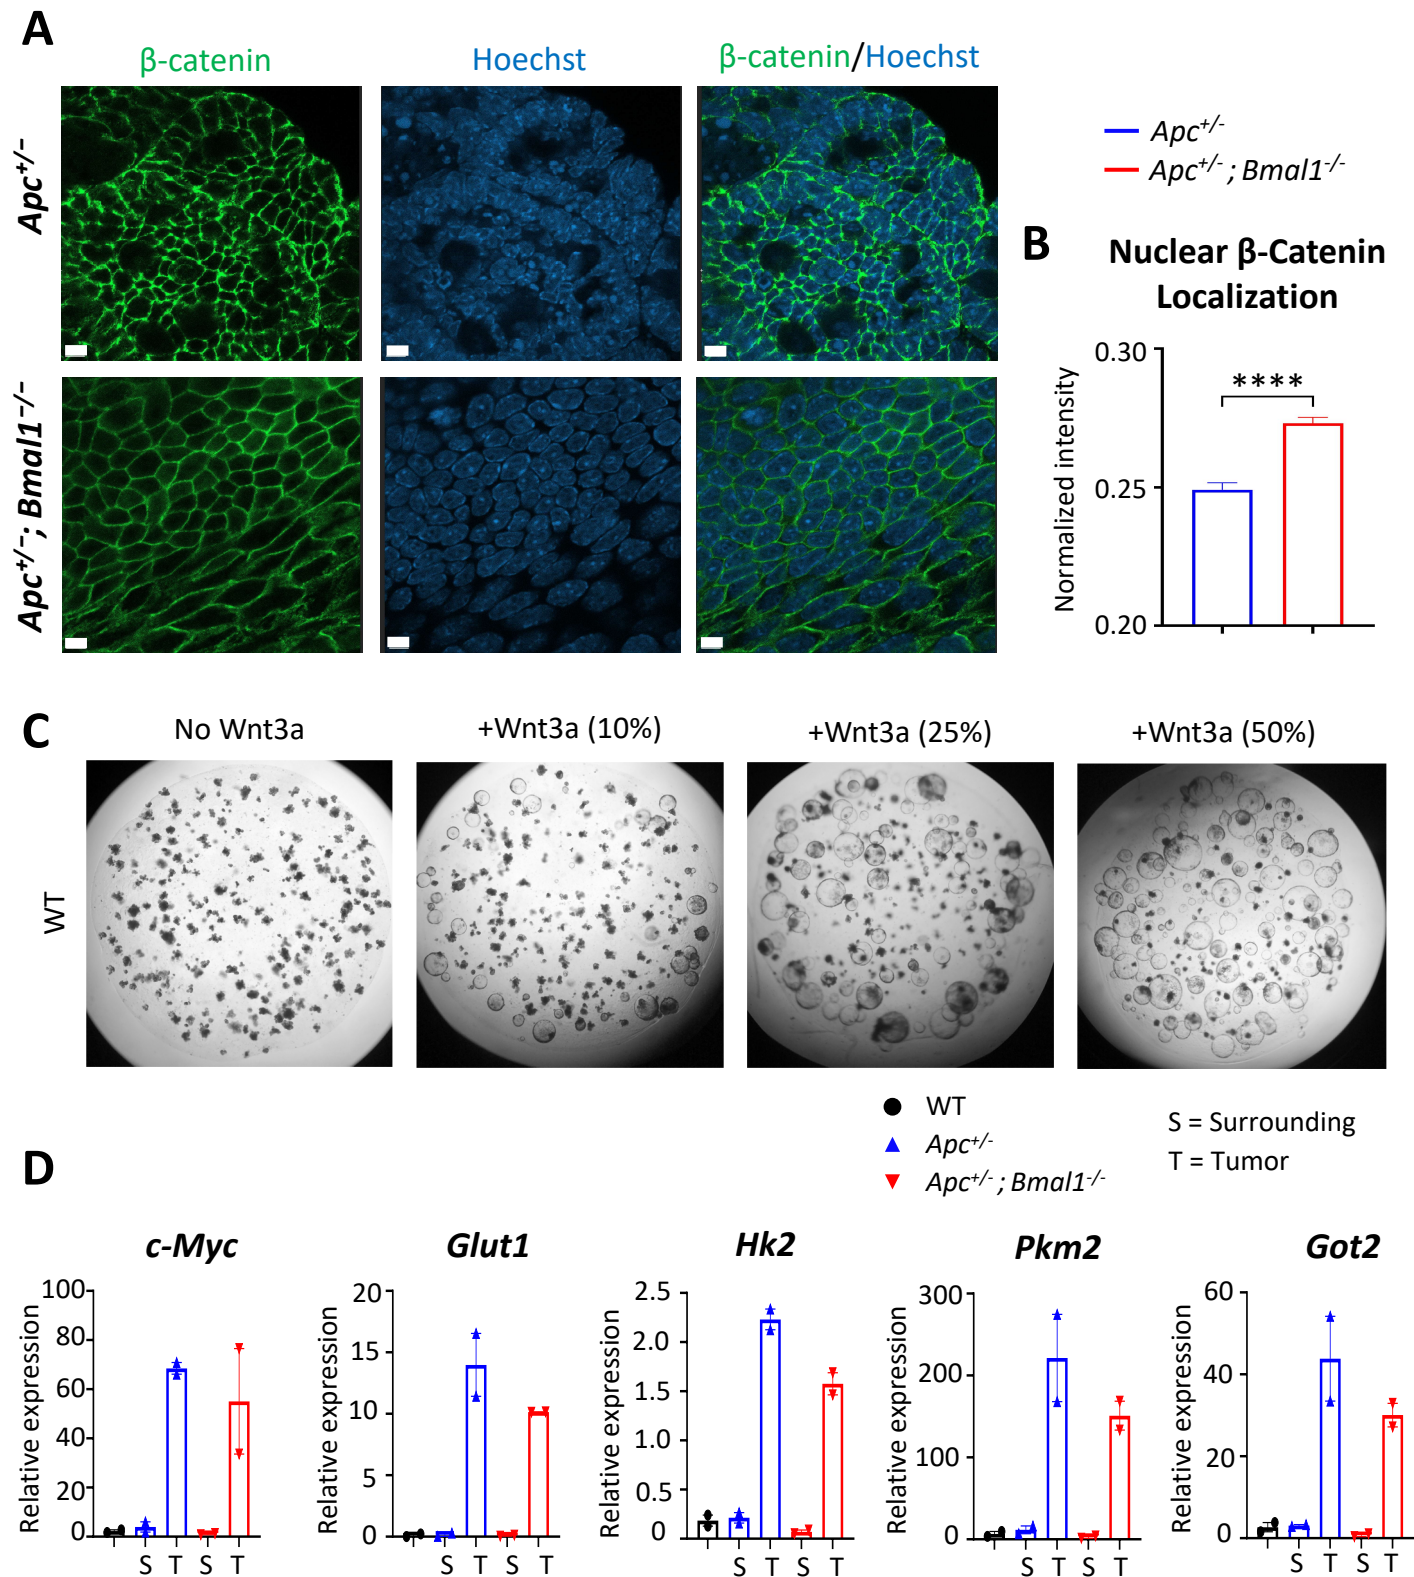 A
β-catenin
Hoechst
β-catenin/Hoechst
Apc+/-
Apc+/-; Bmal1-/-
Apc+/-
Apc+/- ; Bmal1-/-
B
Nuclear β-Catenin
Localization
Normalized intensity
0.30
0.25
0.20
****
C
No Wnt3a
+Wnt3a (10%)
+Wnt3a (25%)
+Wnt3a (50%)
WT
WT
Apc+/-
Apc+/- ; Bmal1-/-
S = Surrounding
T = Tumor
D
c-Myc
Relative expression
100
80
60
40
20
0
S T S T
Glut1
Relative expression
20
15
10
5
0
S T S T
Hk2
Relative expression
2.5
2.0
1.5
1.0
0.5
0
S T S T
Pkm2
Relative expression
300
200
100
0
S T S T
Got2
Relative expression
60
40
20
0
S T S T